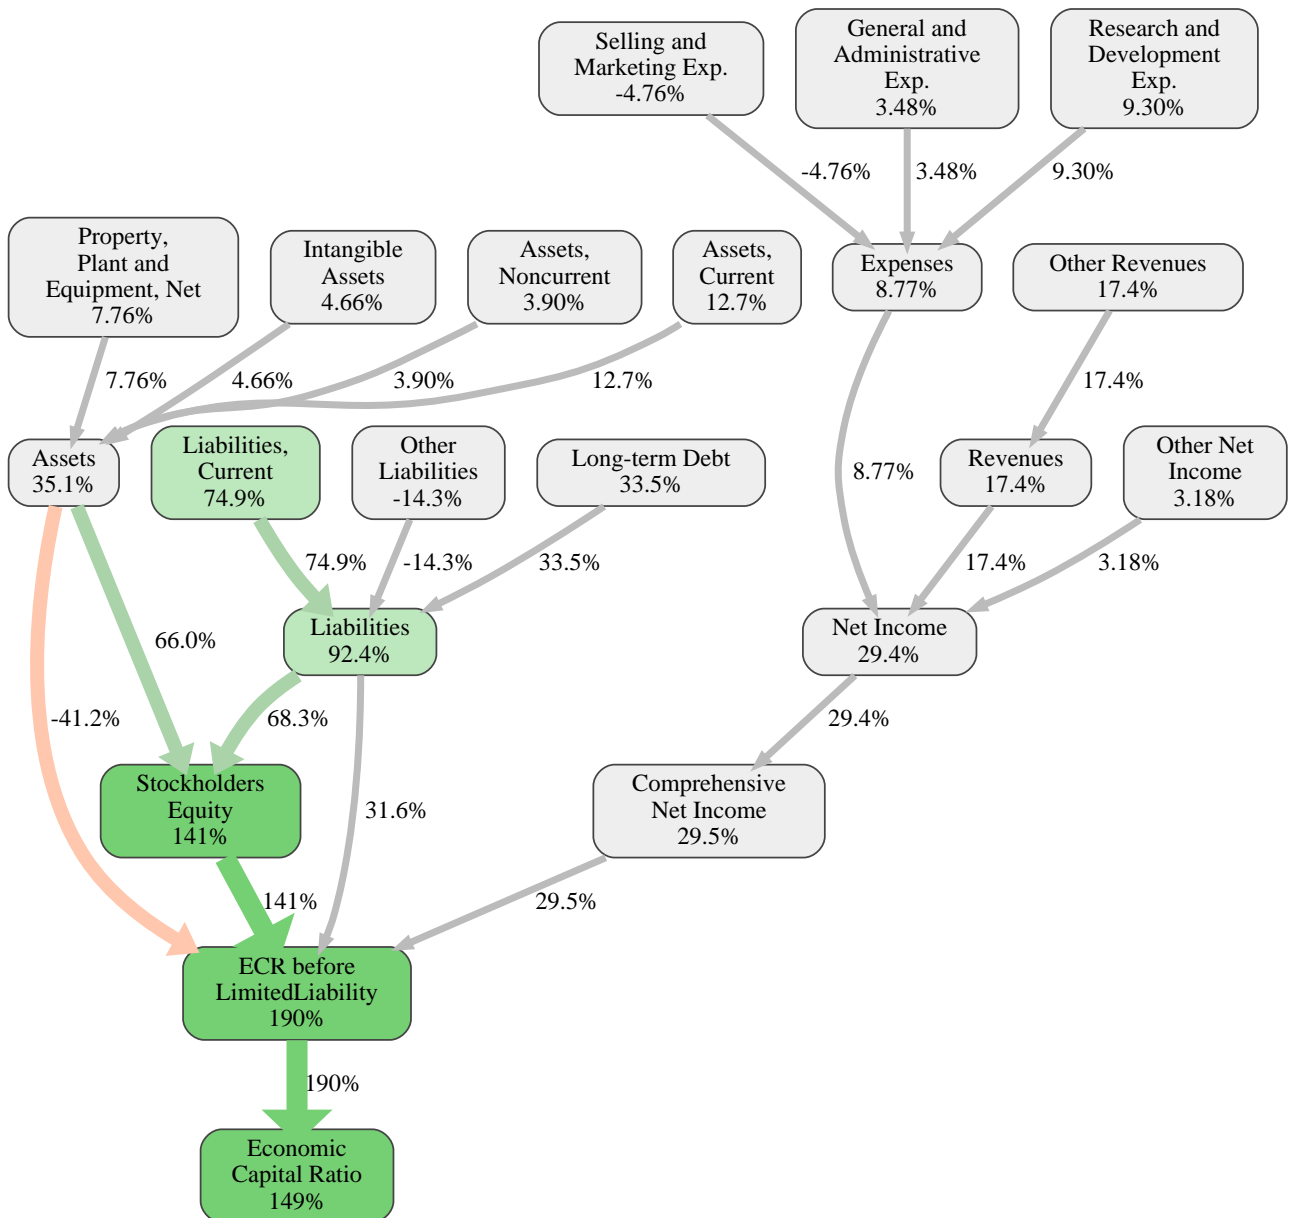 Selling and
Marketing Exp.
-4.76%
General and
Administrative
Exp.
3.48%
Research and
Development
Exp.
9.30%
-4.76%
3.48%
9.30%
Property,
Plant and
Equipment, Net
7.76%
Intangible
Assets
4.66%
Assets,
Noncurrent
3.90%
Assets,
Current
12.7%
Expenses
8.77%
Other Revenues
17.4%
7.76%
4.66%
3.90%
12.7%
17.4%
Assets
35.1%
Liabilities,
Current
74.9%
Other
Liabilities
-14.3%
Long-term Debt
33.5%
8.77%
Revenues
17.4%
Other Net
Income
3.18%
74.9%
-14.3%
33.5%
17.4%
3.18%
Liabilities
92.4%
Net Income
29.4%
66.0%
-41.2%
68.3%
29.4%
Stockholders
Equity
141%
31.6%
Comprehensive
Net Income
29.5%
141%
29.5%
ECR before
LimitedLiability
190%
190%
Economic
Capital Ratio
149%